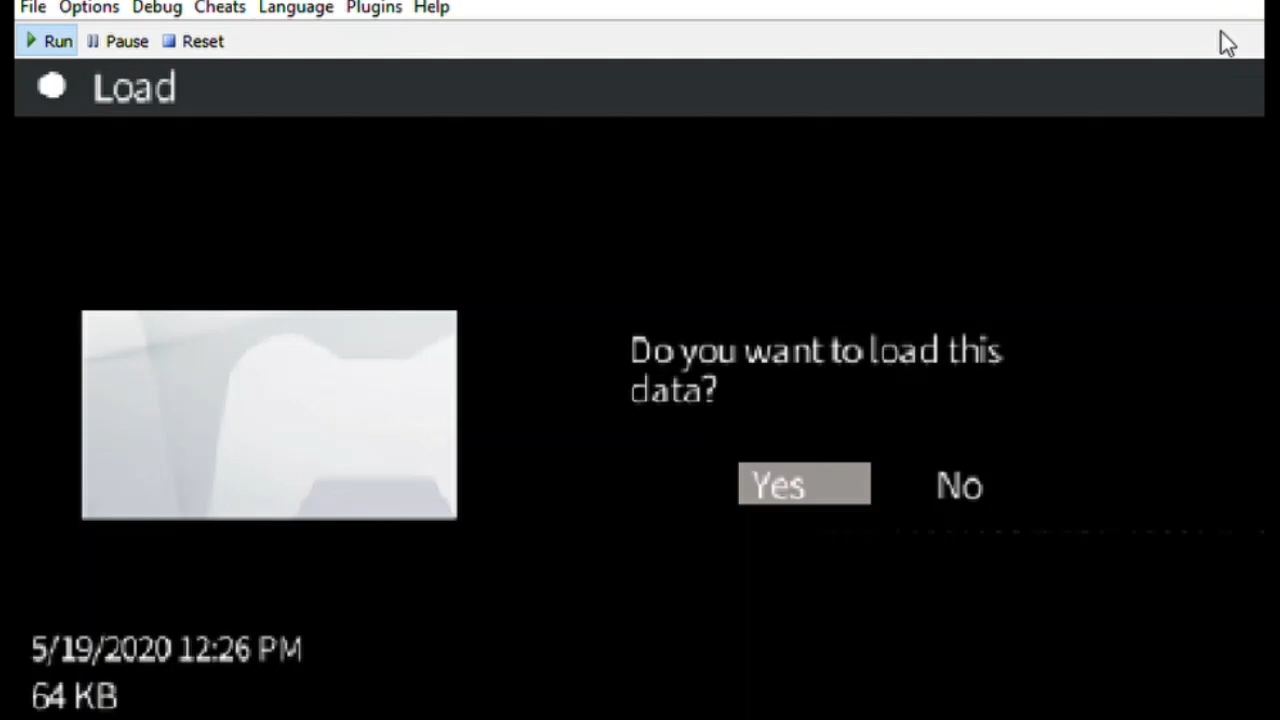 File Options Debug Cheats Language Plugins Help
Run Pause Reset
Load
Do you want to load this
data?
Yes No
5/19/2020 12:26 PM
64 KB